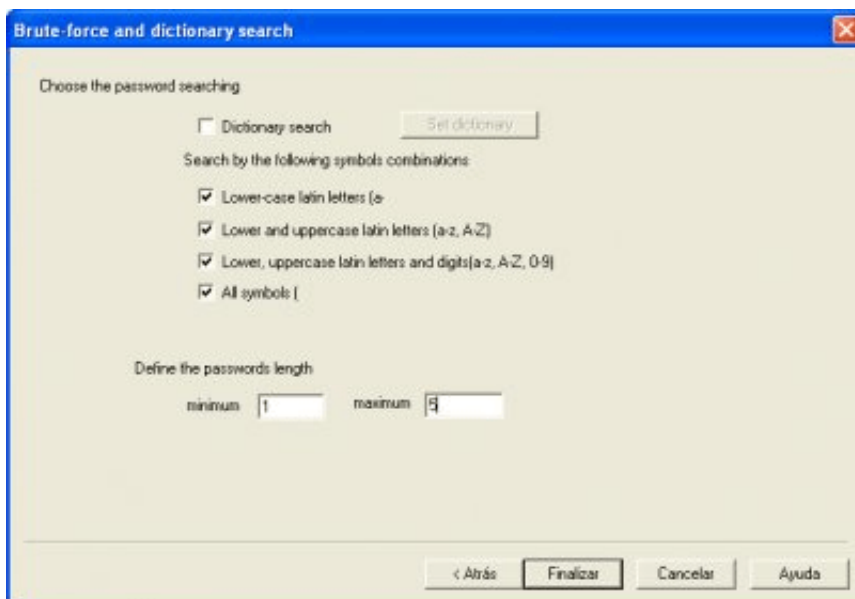 Brute-force and dictionary search
Choose the password searching
Dictionary search Set dictionary
Search by the following symbols combinations
Lower-case latin letters (a-
Lower and uppercase latin letters (a-z, A-Z)
Lower, uppercase latin letters and digits(a-z, A-Z, 0-9)
All symbols (
Define the passwords length
minimum 1 maximum 5
< Atrás Finalizar Cancelar Ayuda